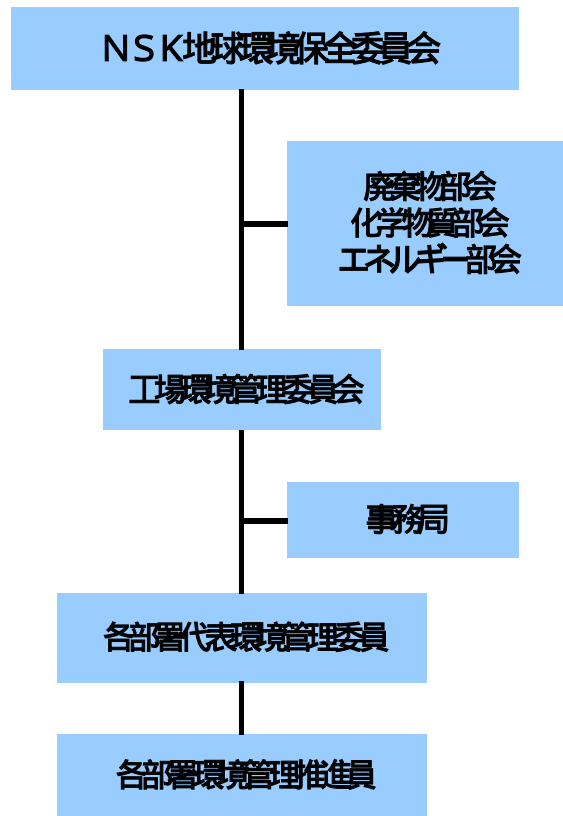 NSK地球環境保全委員会
廃棄物部会
化学物質部会
エネルギー部会
工場環境管理委員会
事務局
各部署代表環境管理委員
各部署環境管理推進員